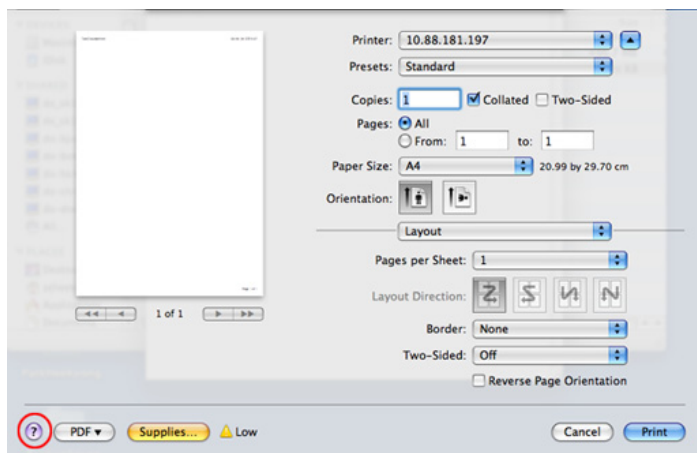 Printer: 10.88.181.197
Presets: Standard
Copies: 1 Collated Two-Sided
Pages: All
From: 1 to: 1
Paper Size: A4 20.99 by 29.70 cm
Orientation:
Layout
Pages per Sheet: 1
Layout Direction:
Border: None
Two-Sided: Off
Reverse Page Orientation
1 of 1
? PDF Supplies... Low Cancel Print